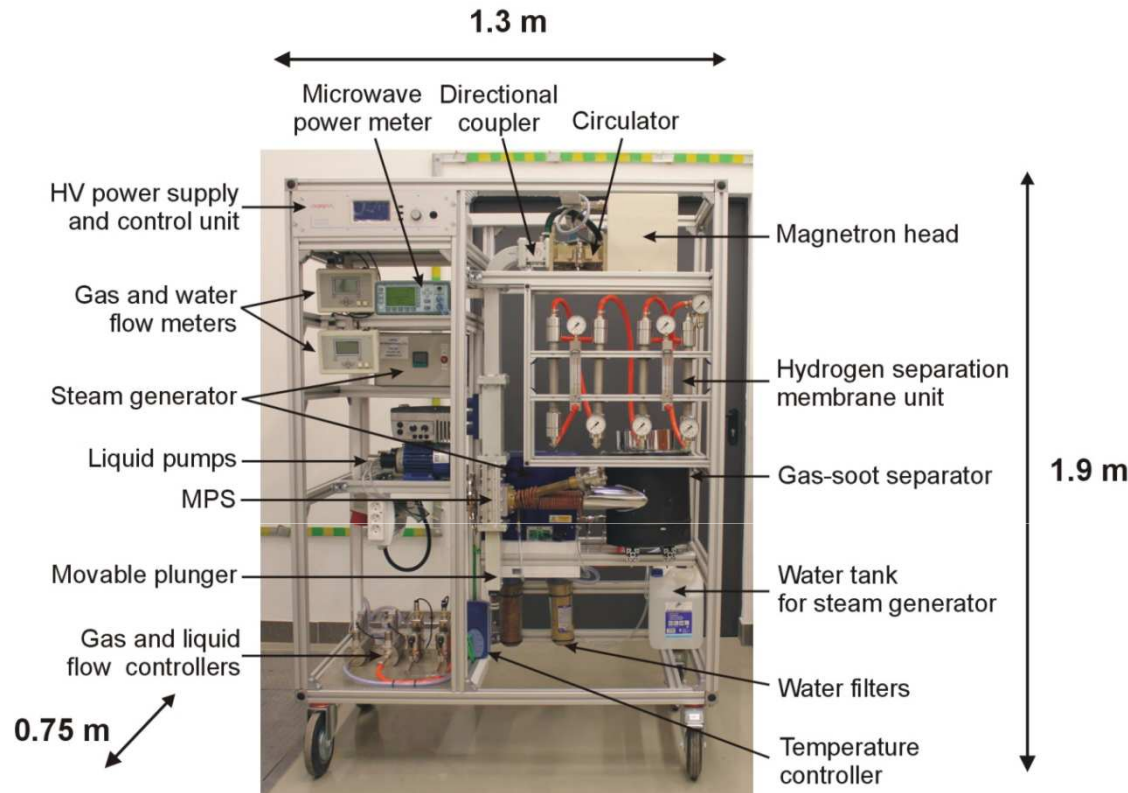 1.3 m
Microwave
power meter
Directional
coupler
Circulator
HV power supply
and control unit
Magnetron head
Gas and water
flow meters
Hydrogen separation
membrane unit
Steam generator
Liquid pumps
Gas-soot separator
1.9 m
MPS
Movable plunger
Water tank
for steam generator
Gas and liquid
flow controllers
Water filters
0.75 m
Temperature
controller